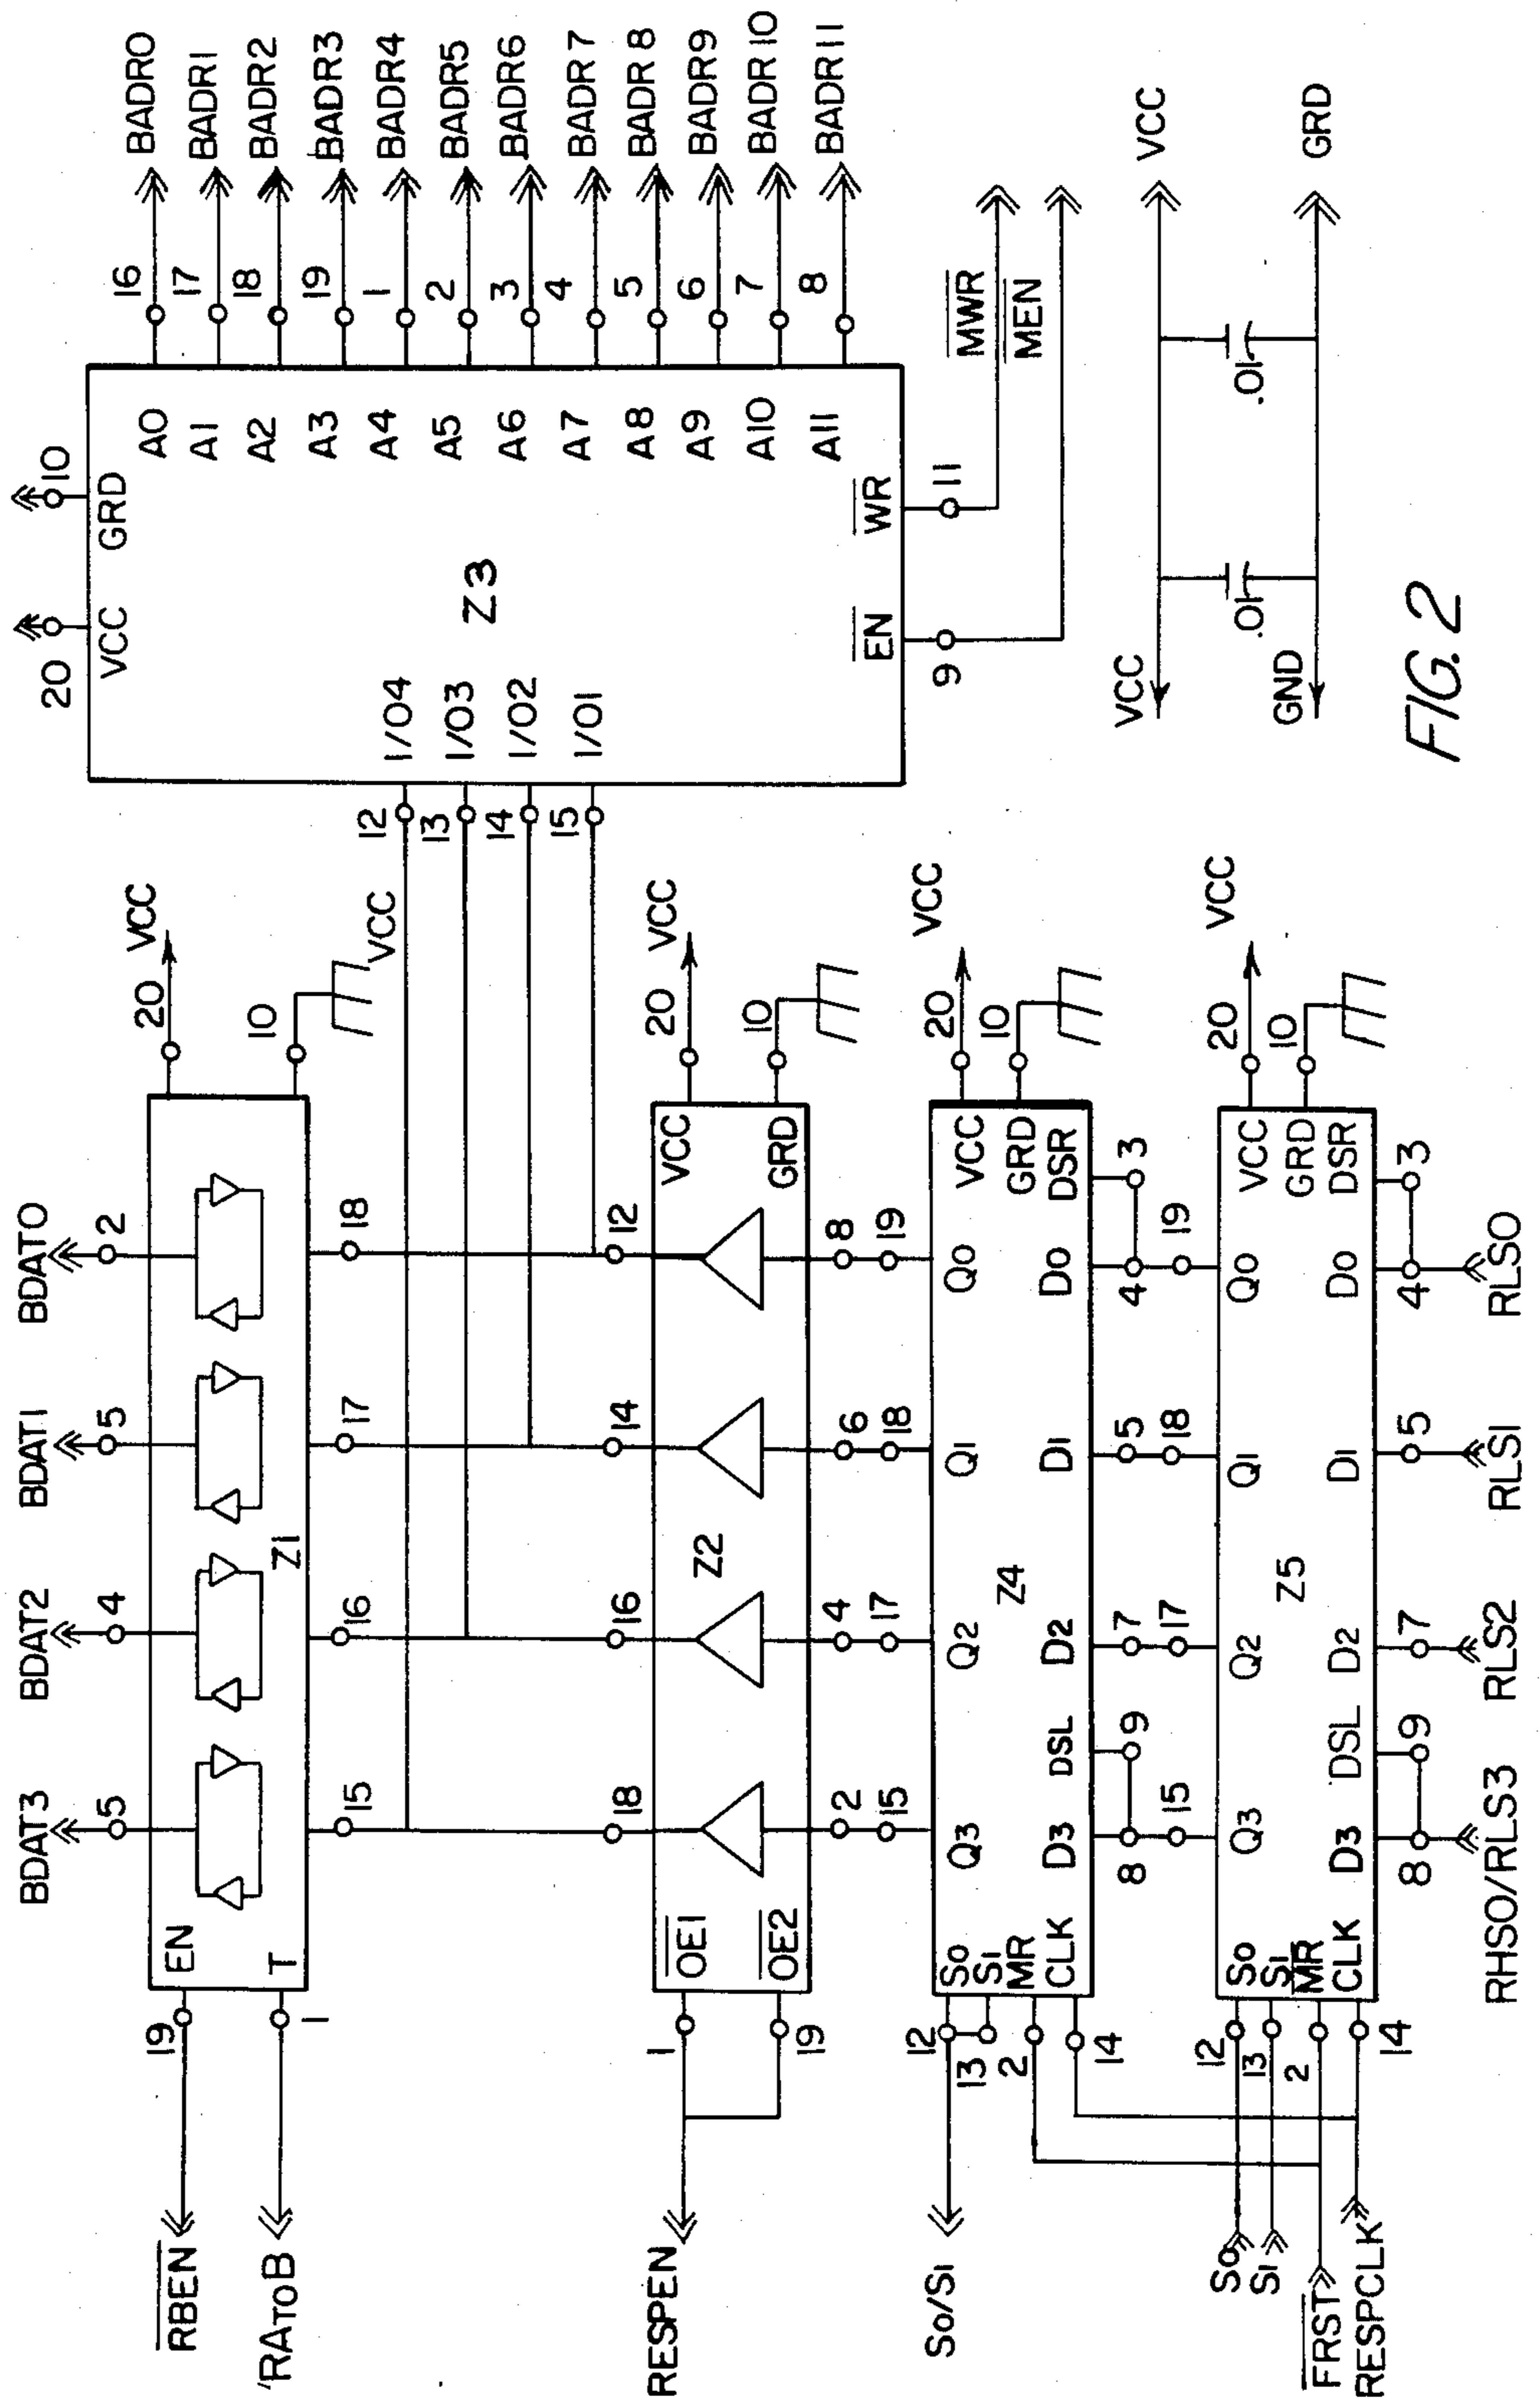 BDAT3
BDAT2
BDAT1
BDAT0
5
4
5
2
RBEN
19
EN
20
VCC
'RATOB
1
T
Z1
10
VCC
15
16
17
18
20
10
VCC
GRD
12
I/O4
A0
16
BADR0
13
I/O3
A1
17
BADR1
14
I/O2
A2
18
BADR2
15
I/O1
A3
19
BADR3
A4
1
BADR4
A5
2
BADR5
A6
3
BADR6
A7
4
BADR7
A8
5
BADR8
A9
6
BADR9
A10
7
BADR10
A11
8
BADR11
Z3
EN
WR
9
11
MWR
MEN
18
16
14
12
RESPEN
1
OE1
VCC
20
VCC
19
OE2
Z2
GRD
10
2
4
6
8
15
17
18
19
S0/S1
12
S0
Q3
Q2
Q1
Q0
VCC
20
VCC
13
S1
Z4
GRD
10
2
MR
14
CLK
D3
DSL
D2
D1
D0
DSR
8
9
7
5
4
3
15
17
18
19
S0
12
S0
Q3
Q2
Q1
Q0
VCC
20
VCC
S1
13
S1
Z5
GRD
10
FRST
2
MR
RESPCLK
14
CLK
D3
DSL
D2
D1
D0
DSR
8
9
7
5
4
3
RHSO/RLS3
RLS2
RLS1
RLS0
VCC
VCC
.01
.01
GND
GRD
FIG. 2